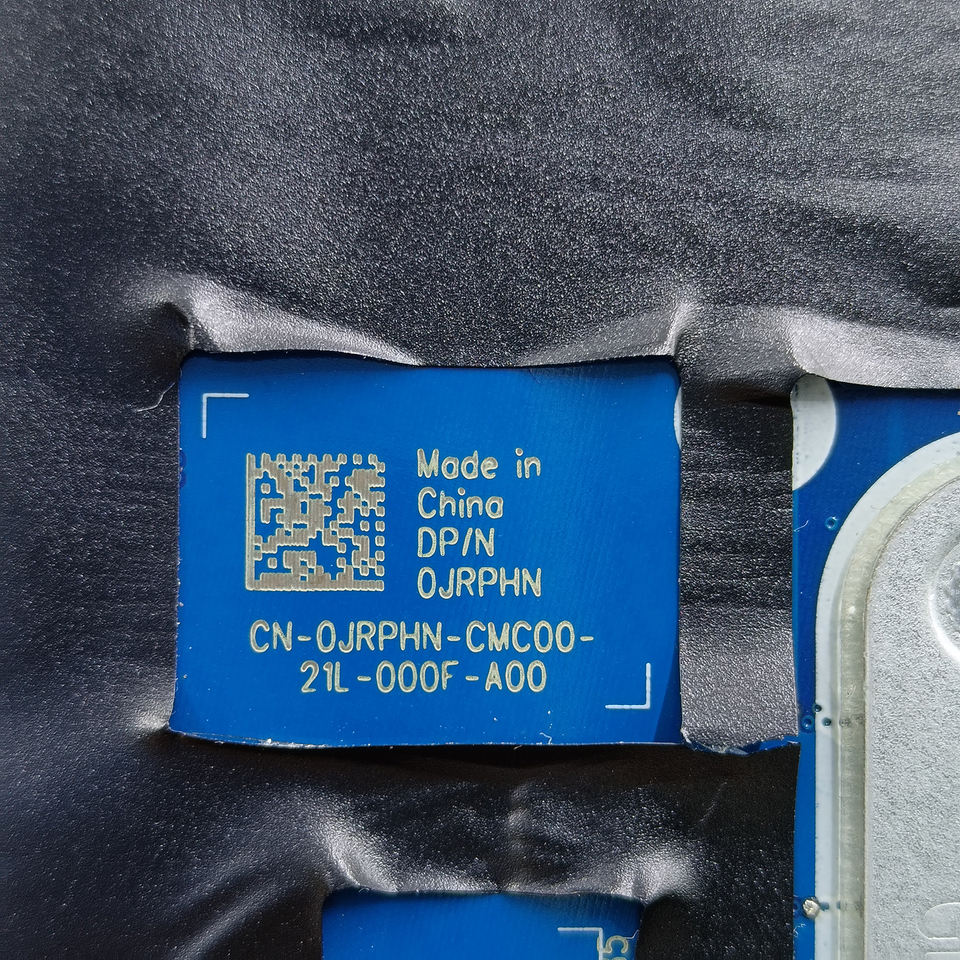 Made in
China
DP/N
0JRPHN
CN-0JRPHN-CMC00-
21L-000F-A00